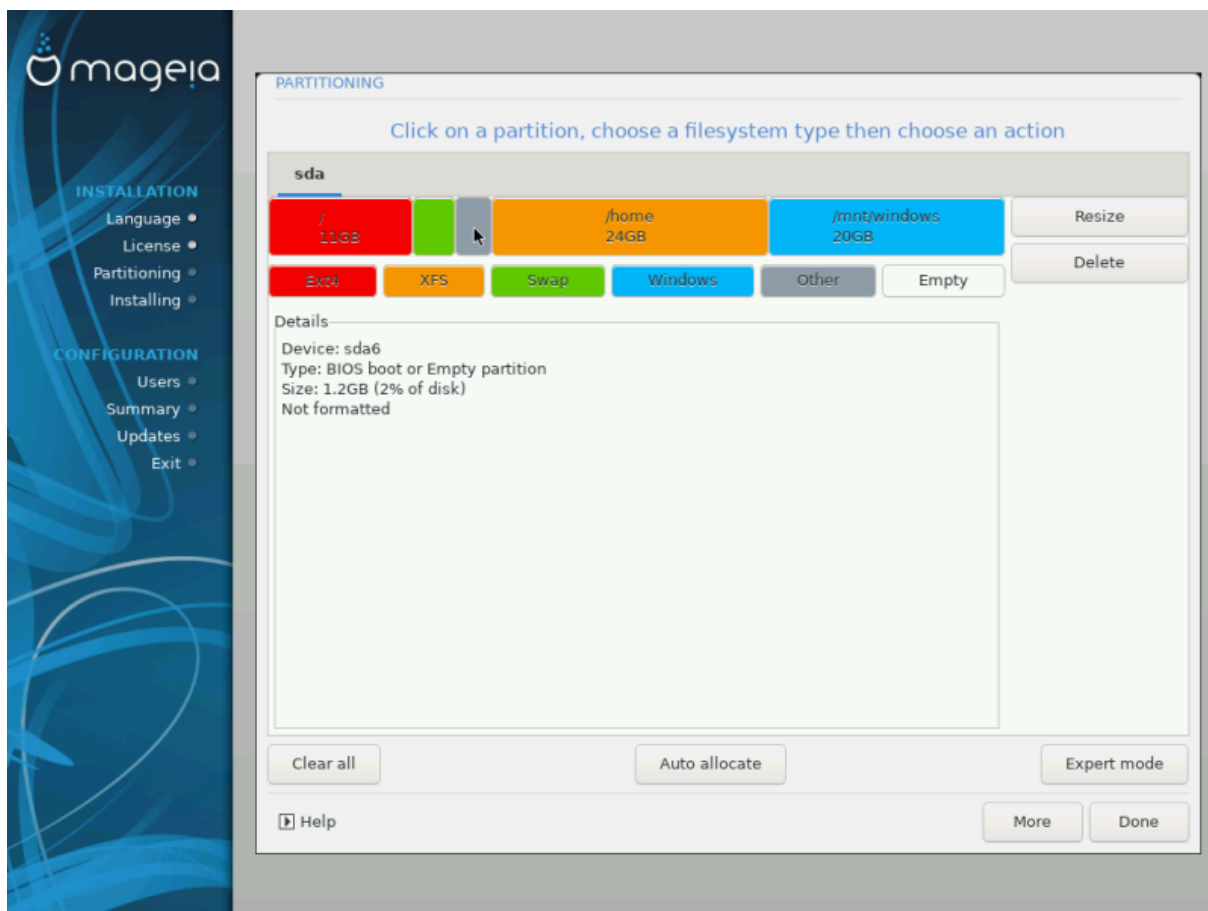 mageia
INSTALLATION
Language
License
Partitioning
Installing
CONFIGURATION
Users
Summary
Updates
Exit
PARTITIONING
Click on a partition, choose a filesystem type then choose an action
sda
/
11GB
/home
24GB
/mnt/windows
20GB
Resize
Delete
Ext4 XFS Swap Windows Other Empty
Details
Device: sda6
Type: BIOS boot or Empty partition
Size: 1.2GB (2% of disk)
Not formatted
Clear all Auto allocate Expert mode
Help More Done